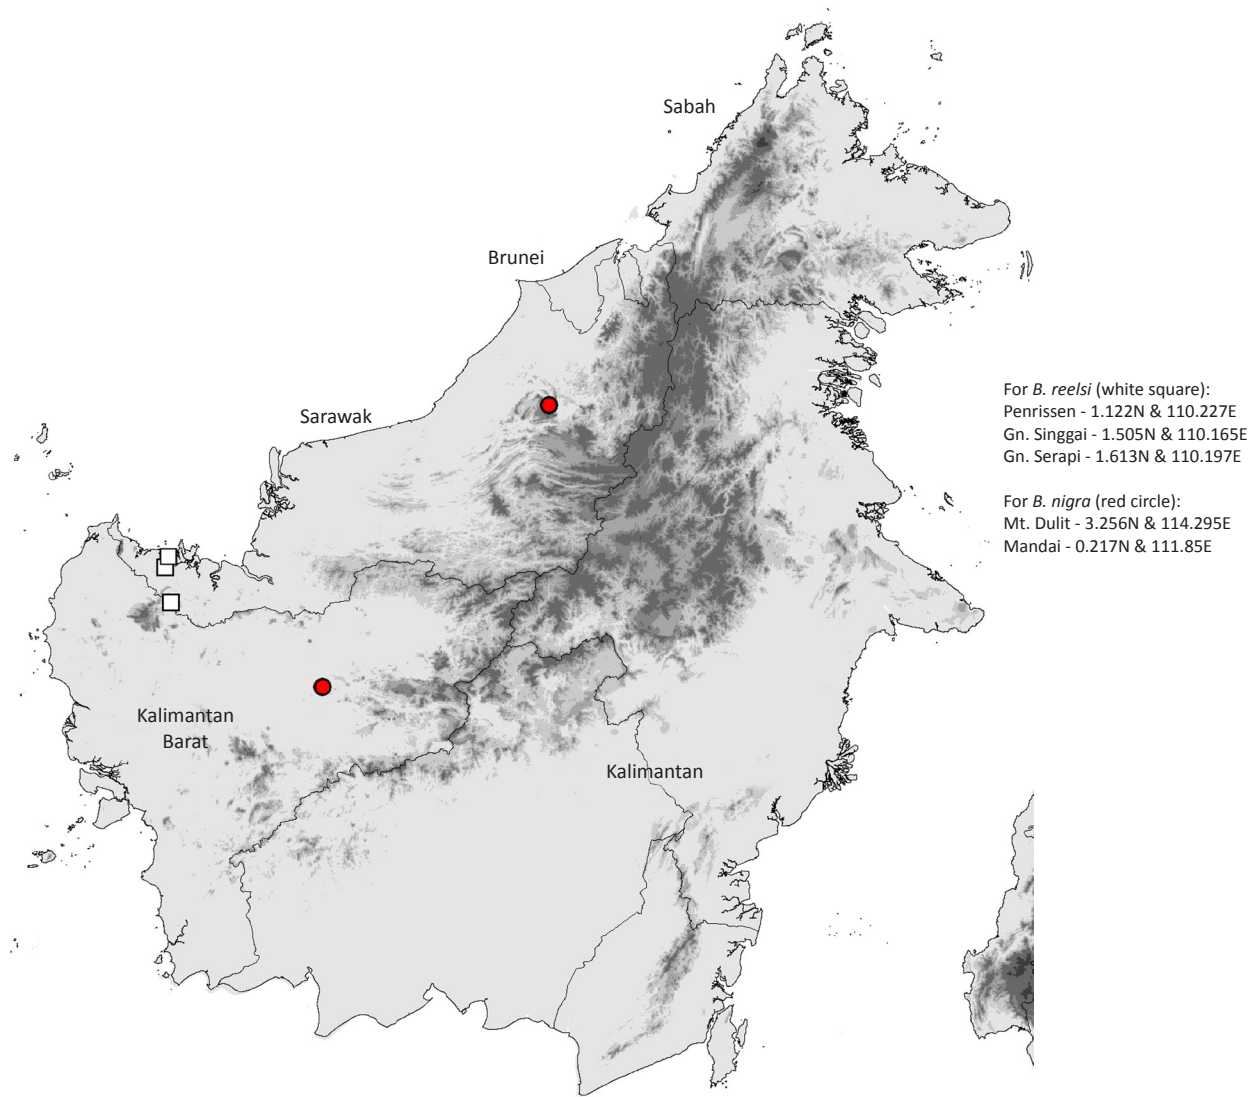 Sabah
Brunei
Sarawak
For B. reelsi (white square):
Penrissen - 1.122N & 110.227E
Gn. Singgai - 1.505N & 110.165E
Gn. Serapi - 1.613N & 110.197E
For B. nigra (red circle):
Mt. Dulit - 3.256N & 114.295E
Mandai - 0.217N & 111.85E
Kalimantan
Barat
Kalimantan